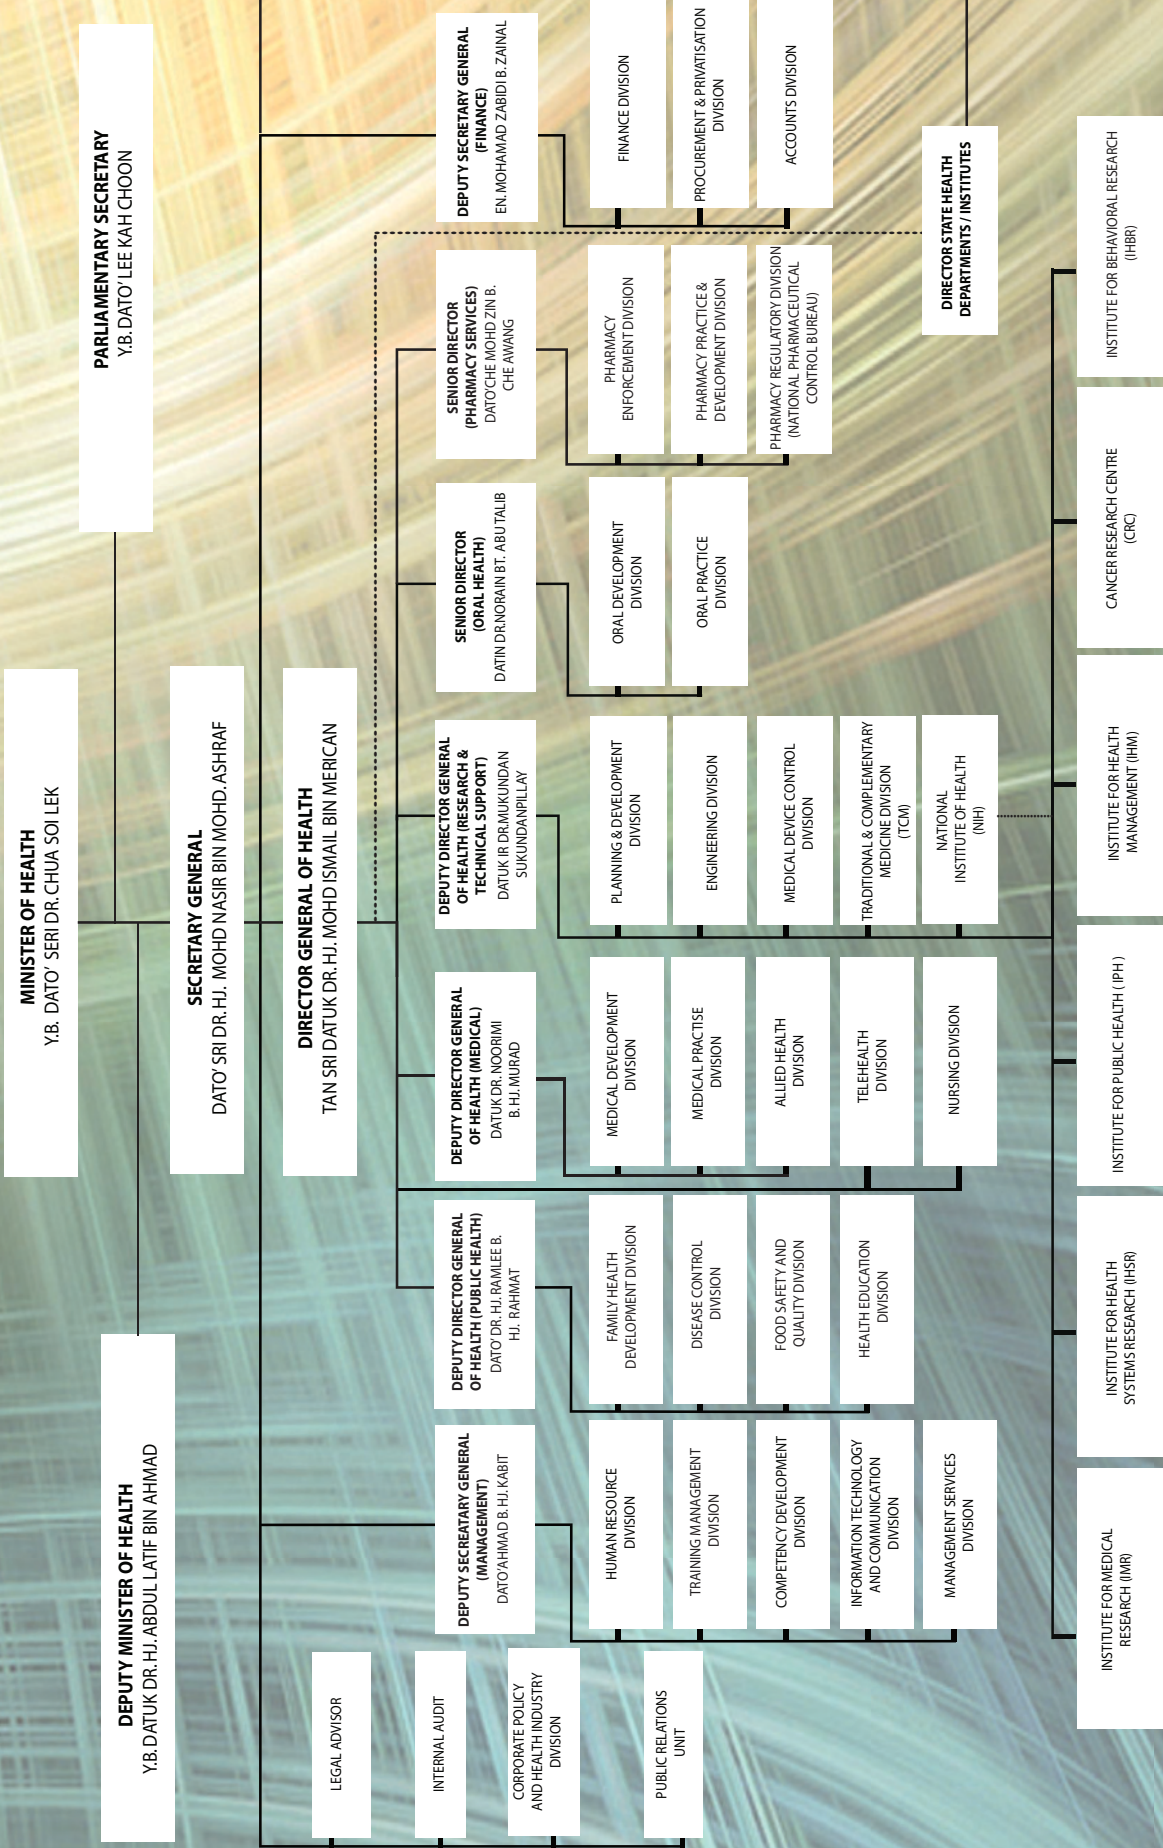 MINISTER OF HEALTH
Y.B. DATO' SERI DR. CHUA SOI LEK
PARLIAMENTARY SECRETARY
Y.B. DATO' LEE KAH CHOON
DEPUTY MINISTER OF HEALTH
Y.B. DATUK DR. HJ. ABDUL LATIF BIN AHMAD
SECRETARY GENERAL
DATO' SRI DR. HJ. MOHD NASIR BIN MOHD. ASHRAF
DIRECTOR GENERAL OF HEALTH
TAN SRI DATUK DR. HJ. MOHD ISMAIL BIN MERICAN
LEGAL ADVISOR
INTERNAL AUDIT
CORPORATE POLICY
AND HEALTH INDUSTRY
DIVISION
PUBLIC RELATIONS
UNIT
DEPUTY SECREATARY GENERAL
(MANAGEMENT)
DATO' AHMAD B. HJ. KABIT
HUMAN RESOURCE
DIVISION
TRAINING MANAGEMENT
DIVISION
COMPETENCY DEVELOPMENT
DIVISION
INFORMATION TECHNOLOGY
AND COMMUNICATION
DIVISION
MANAGEMENT SERVICES
DIVISION
DEPUTY DIRECTOR GENERAL
OF HEALTH (PUBLIC HEALTH)
DATO' DR. HJ. RAMLEE B.
HJ. RAHMAT
FAMILY HEALTH
DEVELOPMENT DIVISION
DISEASE CONTROL
DIVISION
FOOD SAFETY AND
QUALITY DIVISION
HEALTH EDUCATION
DIVISION
DEPUTY DIRECTOR GENERAL
OF HEALTH (MEDICAL)
DATUK DR. NOORIMI
B. HJ. MURAD
MEDICAL DEVELOPMENT
DIVISION
MEDICAL PRACTISE
DIVISION
ALLIED HEALTH
DIVISION
TELEHEALTH
DIVISION
NURSING DIVISION
DEPUTY DIRECTOR GENERAL
OF HEALTH (RESEARCH &
TECHNICAL SUPPORT)
DATUK IR DR.MUKUNDAN
SUKUNDANPILLAY
PLANNING & DEVELOPMENT
DIVISION
ENGINEERING DIVISION
MEDICAL DEVICE CONTROL
DIVISION
TRADITIONAL & COMPLEMENTARY
MEDICINE DIVISION
(TCM)
NATIONAL
INSTITUTE OF HEALTH
(NIH)
SENIOR DIRECTOR
(ORAL HEALTH)
DATIN DR.NORAIN BT. ABU TALIB
ORAL DEVELOPMENT
DIVISION
ORAL PRACTICE
DIVISION
SENIOR DIRECTOR
(PHARMACY SERVICES)
DATO'CHE MOHD ZIN B.
CHE AWANG
PHARMACY
ENFORCEMENT DIVISION
PHARMACY PRACTICE &
DEVELOPMENT DIVISION
PHARMACY REGULATORY DIVISION
(NATIONAL PHARMACEUTICAL
CONTROL BUREAU)
DEPUTY SECRETARY GENERAL
(FINANCE)
EN. MOHAMAD ZABIDI B. ZAINAL
FINANCE DIVISION
PROCUREMENT & PRIVATISATION
DIVISION
ACCOUNTS DIVISION
DIRECTOR STATE HEALTH
DEPARTMENTS / INSTITUTES
INSTITUTE FOR MEDICAL
RESEARCH (IMR)
INSTITUTE FOR HEALTH
SYSTEMS RESEARCH (IHSR)
INSTITUTE FOR PUBLIC HEALTH ( IPH )
INSTITUTE FOR HEALTH
MANAGEMENT (IHM)
CANCER RESEARCH CENTRE
(CRC)
INSTITUTE FOR BEHAVIORAL RESEARCH
(IHBR)